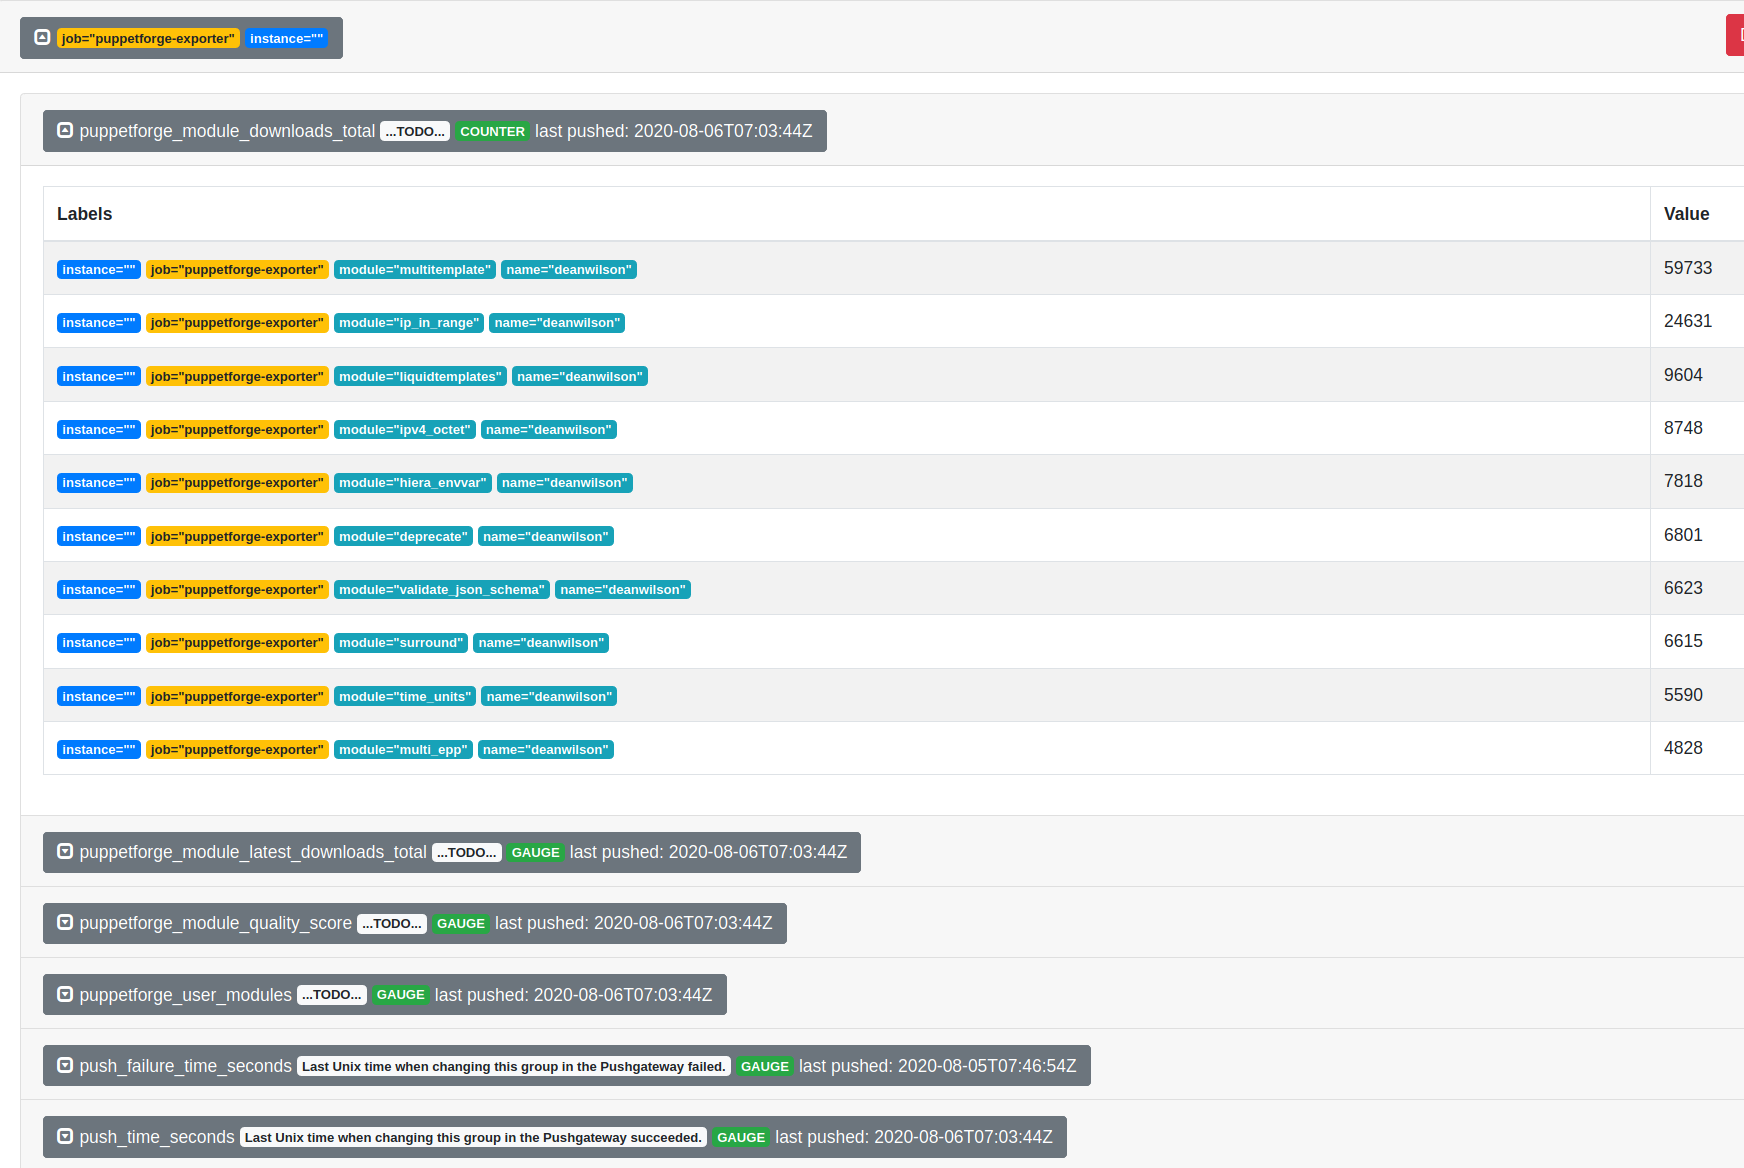 job="puppetforge-exporter" instance=""
puppetforge_module_downloads_total ...TODO... COUNTER last pushed: 2020-08-06T07:03:44Z
Labels Value
instance="" job="puppetforge-exporter" module="multitemplate" name="deanwilson" 59733
instance="" job="puppetforge-exporter" module="ip_in_range" name="deanwilson" 24631
instance="" job="puppetforge-exporter" module="liquidtemplates" name="deanwilson" 9604
instance="" job="puppetforge-exporter" module="ipv4_octet" name="deanwilson" 8748
instance="" job="puppetforge-exporter" module="hiera_envvar" name="deanwilson" 7818
instance="" job="puppetforge-exporter" module="deprecate" name="deanwilson" 6801
instance="" job="puppetforge-exporter" module="validate_json_schema" name="deanwilson" 6623
instance="" job="puppetforge-exporter" module="surround" name="deanwilson" 6615
instance="" job="puppetforge-exporter" module="time_units" name="deanwilson" 5590
instance="" job="puppetforge-exporter" module="multi_epp" name="deanwilson" 4828
puppetforge_module_latest_downloads_total ...TODO... GAUGE last pushed: 2020-08-06T07:03:44Z
puppetforge_module_quality_score ...TODO... GAUGE last pushed: 2020-08-06T07:03:44Z
puppetforge_user_modules ...TODO... GAUGE last pushed: 2020-08-06T07:03:44Z
push_failure_time_seconds Last Unix time when changing this group in the Pushgateway failed. GAUGE last pushed: 2020-08-05T07:46:54Z
push_time_seconds Last Unix time when changing this group in the Pushgateway succeeded. GAUGE last pushed: 2020-08-06T07:03:44Z